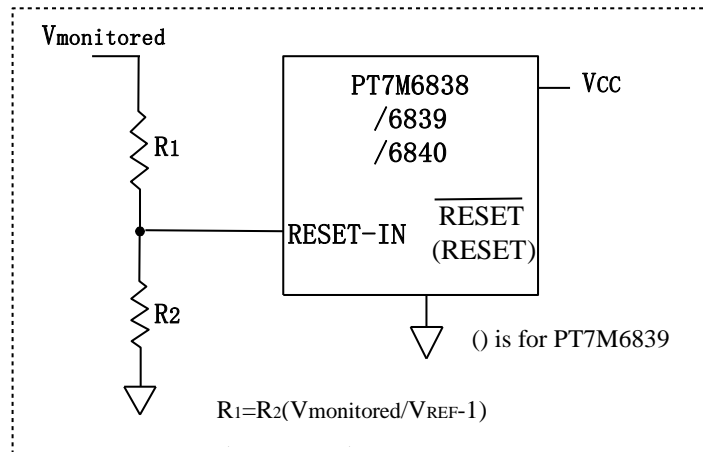 Vmonitored
PT7M6838
/6839
/6840
VCC
R1
RESET-IN
RESET
(RESET)
R2
() is for PT7M6839
R1=R2(Vmonitored/VREF-1)